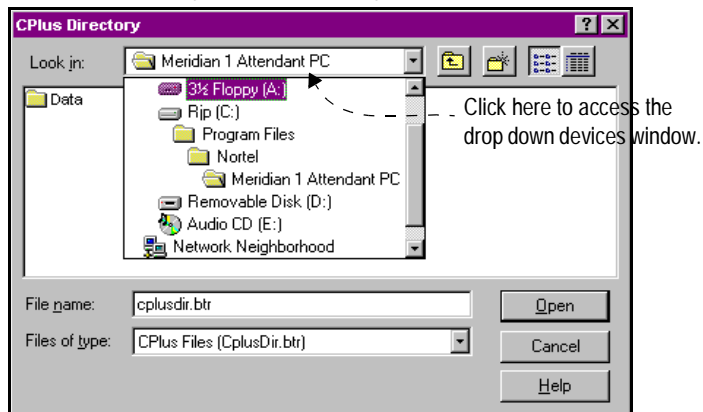 CPlus Directory
Look in: Meridian 1 Attendant PC
Data
3½ Floppy (A:)
Rjp (C:)
Program Files
Nortel
Meridian 1 Attendant PC
Removable Disk (D:)
Audio CD (E:)
Network Neighborhood
Click here to access the
drop down devices window.
File name: cplusdir.btr
Open
Files of type: CPlus Files (CplusDir.btr)
Cancel
Help